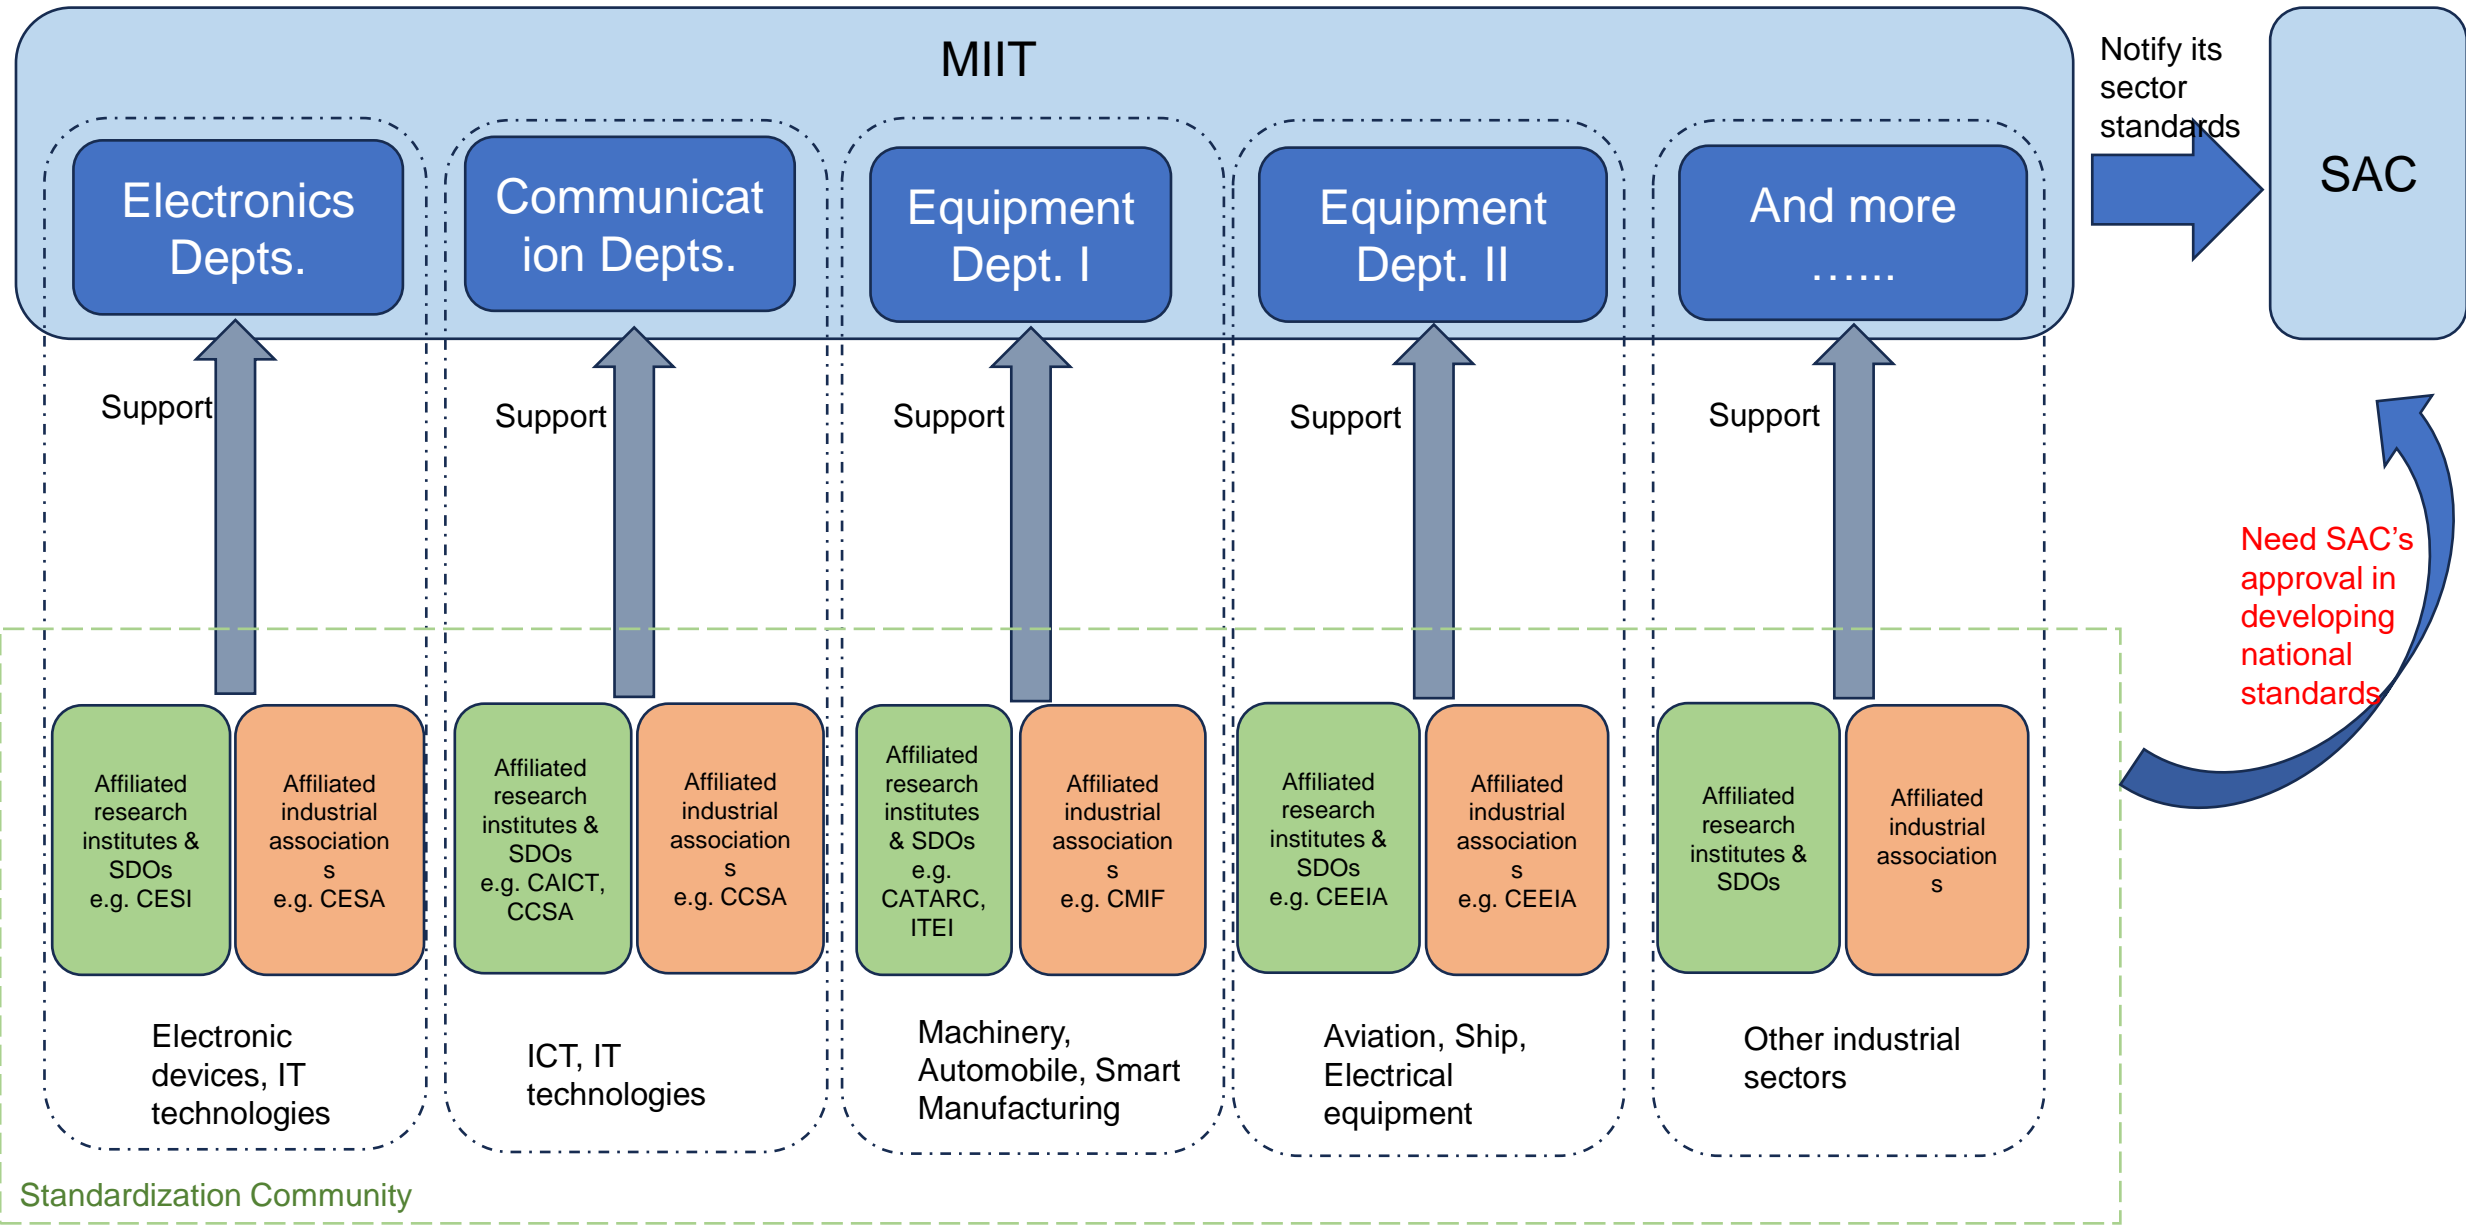 MIIT
Notify its
sector
standards
SAC
Electronics
Depts.
Communicat
ion Depts.
Equipment
Dept. I
Equipment
Dept. II
And more
…...
Support
Support
Support
Support
Support
Need SAC’s
approval in
developing
national
standards
Affiliated
research
institutes &
SDOs
e.g. CESI
Affiliated
industrial
association
s
e.g. CESA
Affiliated
research
institutes &
SDOs
e.g. CAICT,
CCSA
Affiliated
industrial
association
s
e.g. CCSA
Affiliated
research
institutes
& SDOs
e.g.
CATARC,
ITEI
Affiliated
industrial
association
s
e.g. CMIF
Affiliated
research
institutes &
SDOs
e.g. CEEIA
Affiliated
industrial
association
s
e.g. CEEIA
Affiliated
research
institutes &
SDOs
Affiliated
industrial
association
s
Electronic
devices, IT
technologies
ICT, IT
technologies
Machinery,
Automobile, Smart
Manufacturing
Aviation, Ship,
Electrical
equipment
Other industrial
sectors
Standardization Community